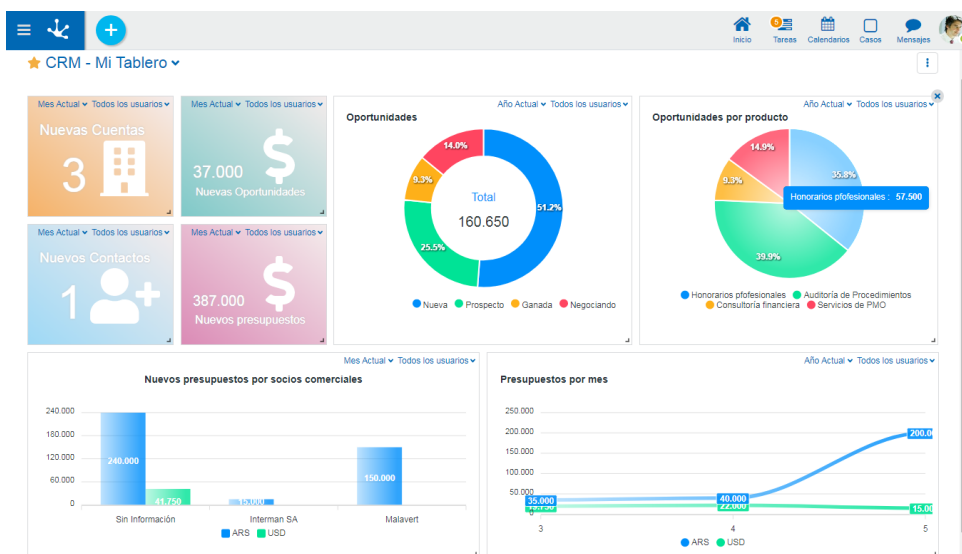 5
Inicio Tareas Calendarios Casos Mensajes
CRM - Mi Tablero
Mes Actual Todos los usuarios
Nuevas Cuentas
3
Mes Actual Todos los usuarios
37.000
Nuevas Oportunidades
Mes Actual Todos los usuarios
Nuevos Contactos
1
Mes Actual Todos los usuarios
387.000
Nuevos presupuestos
Año Actual Todos los usuarios
Oportunidades
14.0%
9.3%
Total
160.650
51.2%
25.5%
Nueva Prospecto Ganada Negociando
Año Actual Todos los usuarios
Oportunidades por producto
14.9%
35.8%
9.3%
Honorarios pfofesionales : 57.500
39.9%
Honorarios pfofesionales Auditoría de Procedimientos
Consultoría financiera Servicios de PMO
Mes Actual Todos los usuarios
Nuevos presupuestos por socios comerciales
240.000
180.000
120.000
60.000
0
240.000
41.750
15.000
150.000
Sin Información Interman SA Malavert
ARS USD
Año Actual Todos los usuarios
Presupuestos por mes
250.000
200.000
150.000
100.000
50.000
0
35.000
40.000
22.000
200.0
15.00
3 4 5
ARS USD